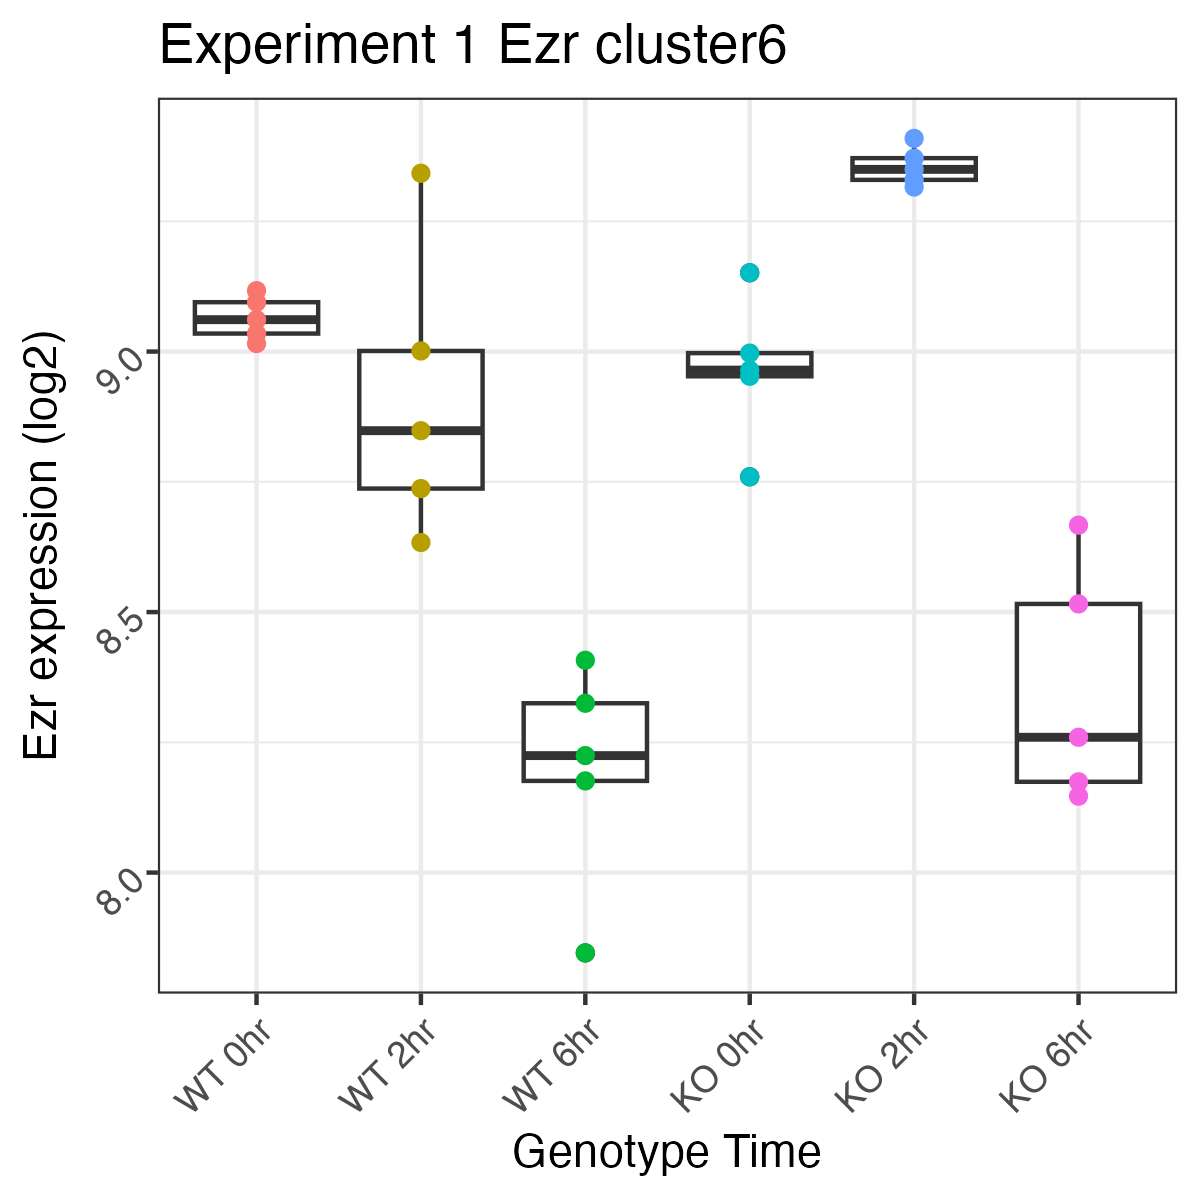 Experiment 1 Ezr cluster6
Ezr expression (log2)
9.0
8.5
8.0
WT 0hr
WT 2hr
WT 6hr
KO 0hr
KO 2hr
KO 6hr
Genotype Time